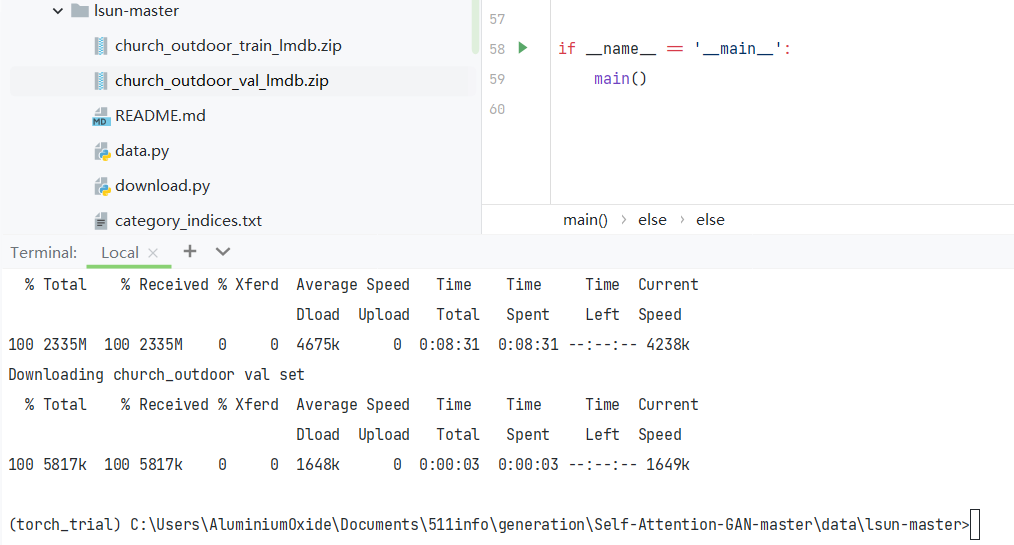 lsun-master
church_outdoor_train_lmdb.zip
church_outdoor_val_lmdb.zip
MD README.md
data.py
download.py
category_indices.txt
57
58 if __name__ == '__main__':
59 main()
60
main() › else › else
Terminal: Local × +
% Total % Received % Xferd Average Speed Time Time Time Current
Dload Upload Total Spent Left Speed
100 2335M 100 2335M 0 0 4675k 0 0:08:31 0:08:31 --:--:-- 4238k
Downloading church_outdoor val set
% Total % Received % Xferd Average Speed Time Time Time Current
Dload Upload Total Spent Left Speed
100 5817k 100 5817k 0 0 1648k 0 0:00:03 0:00:03 --:--:-- 1649k
(torch_trial) C:\Users\AluminiumOxide\Documents\511info\generation\Self-Attention-GAN-master\data\lsun-master>